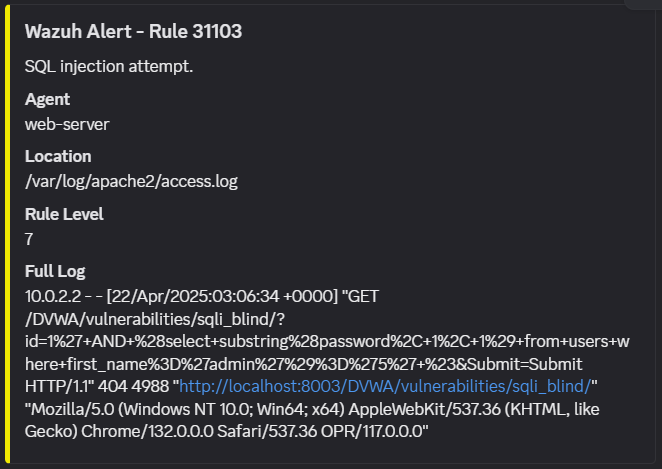 Wazuh Alert - Rule 31103
SQL injection attempt.
Agent
web-server
Location
/var/log/apache2/access.log
Rule Level
7
Full Log
10.0.2.2 - - [22/Apr/2025:03:06:34 +0000] "GET
/DVWA/vulnerabilities/sqli_blind/?
id=1%27+AND+%28select+substring%28password%2C+1%2C+1%29+from+users+w
here+first_name%3D%27admin%27%29%3D%275%27+%23&Submit=Submit
HTTP/1.1" 404 4988 "http://localhost:8003/DVWA/vulnerabilities/sqli_blind/"
"Mozilla/5.0 (Windows NT 10.0; Win64; x64) AppleWebKit/537.36 (KHTML, like
Gecko) Chrome/132.0.0.0 Safari/537.36 OPR/117.0.0.0"